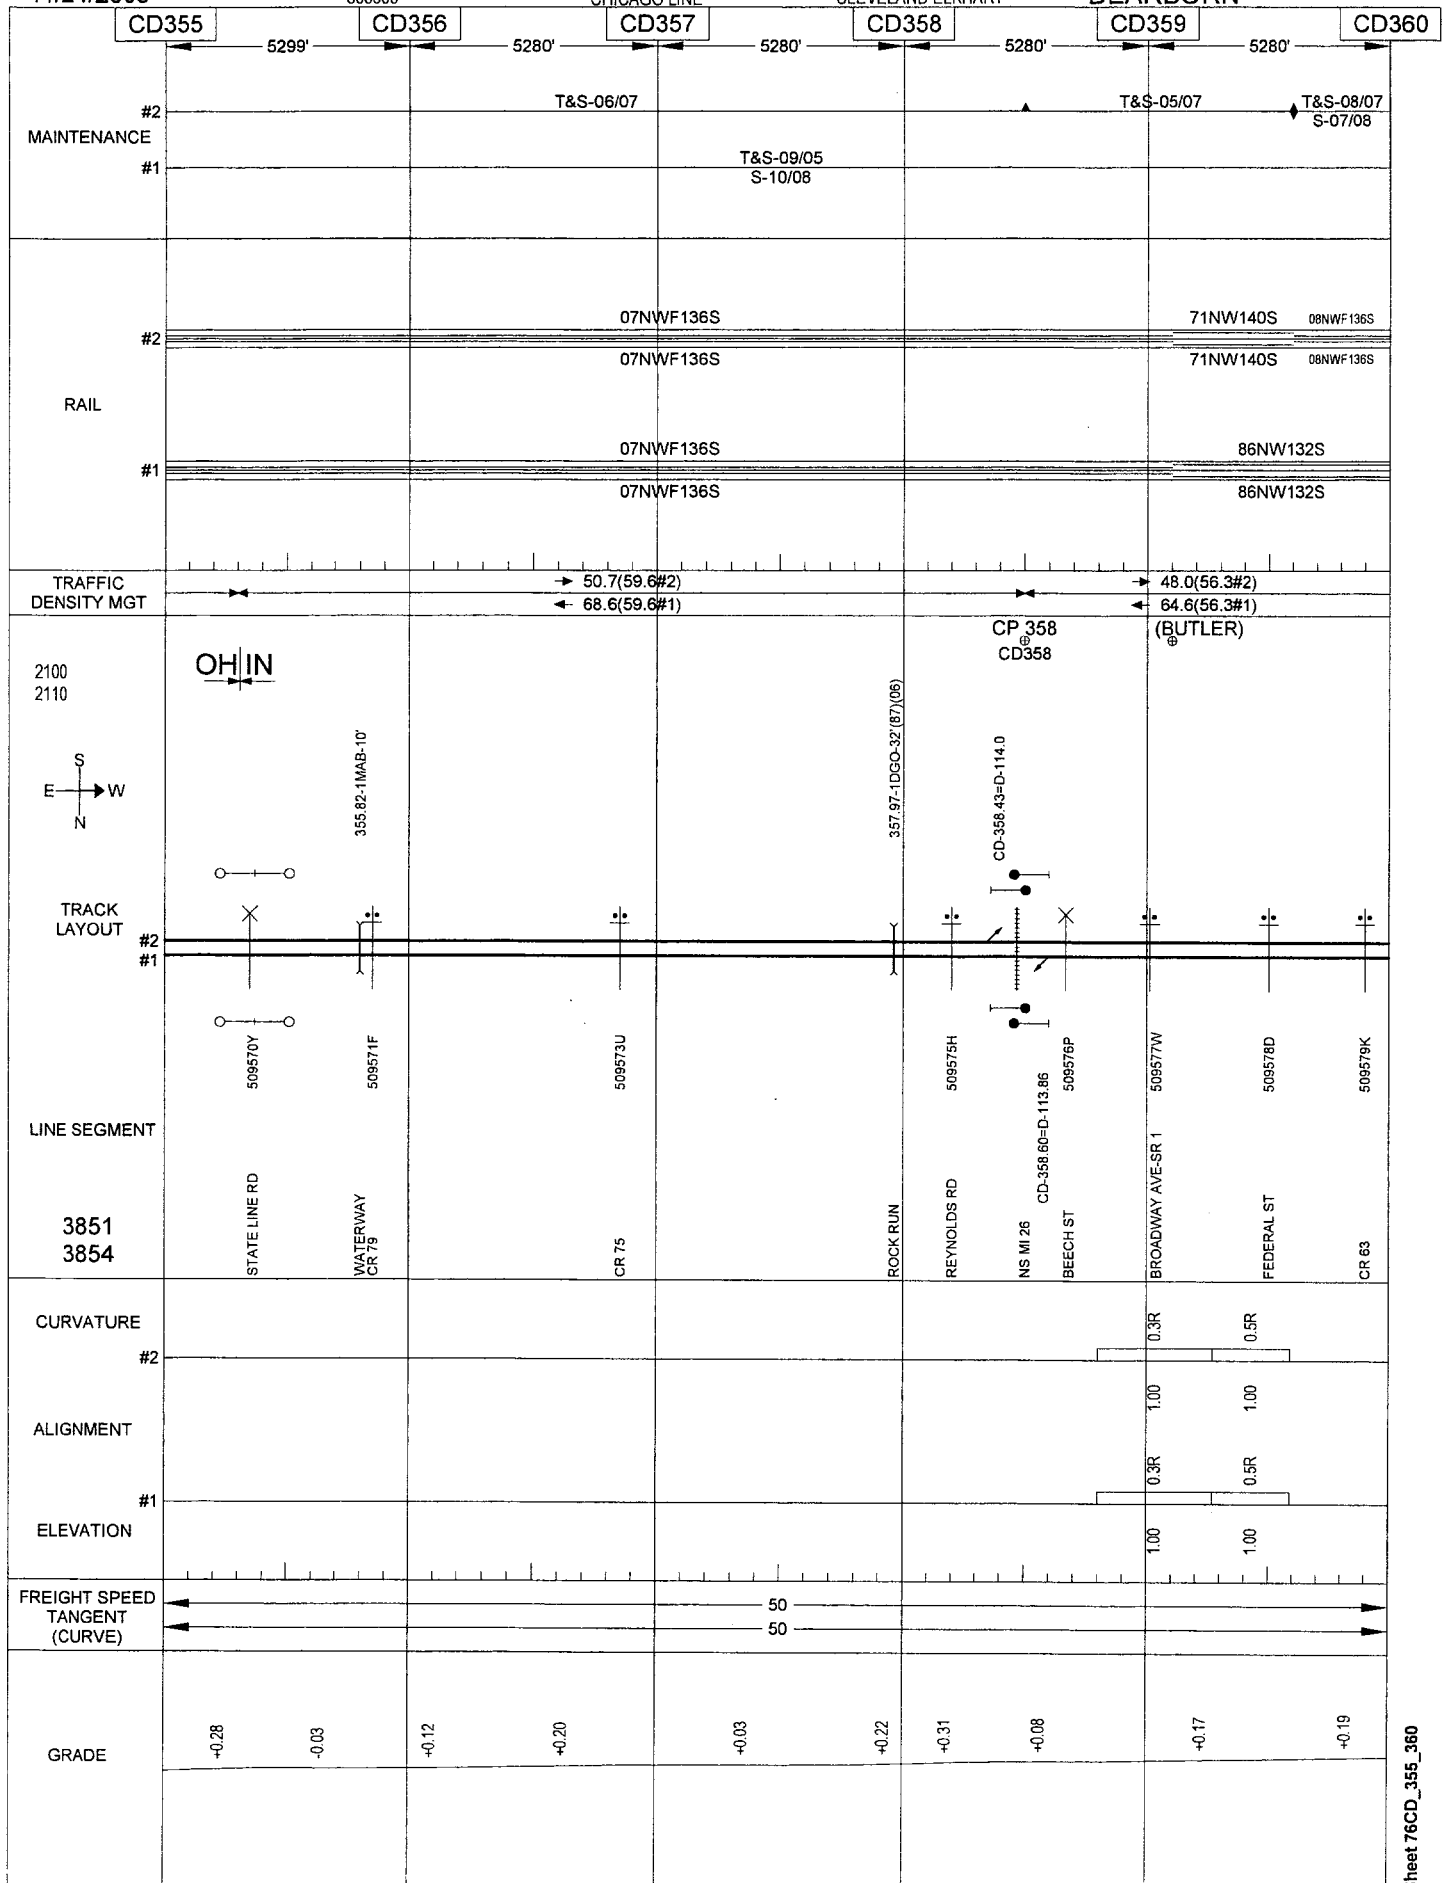 CHICAGO LINE
DEARBORN
CD355 CD356 CD357 CD358 CD359 CD360
5299' 5280' 5280' 5280' 5280'
MAINTENANCE
#2
T&S-06/07
T&S-05/07
T&S-08/07
S-07/08
#1
T&S-09/05
S-10/08
RAIL
#2
07NWF136S 71NW140S 08NWF136S
07NWF136S 71NW140S 08NWF136S
#1
07NWF136S 86NW132S
07NWF136S 86NW132S
TRAFFIC
DENSITY MGT
50.7(59.6#2) 48.0(56.3#2)
68.6(59.6#1) 64.6(56.3#1)
CP 358
CD358
(BUTLER)
OH IN
2100
2110
S
E W
N
355.82-1MAB-10'
357.97-1DGO-32'(87)(06)
CD-358.43=D-114.0
TRACK
LAYOUT
#2
#1
509570Y
509571F
509573U
509575H
509576P
509577W
509578D
509579K
CD-358.60=D-113.86
LINE SEGMENT
3851
3854
STATE LINE RD
WATERWAY
CR 79
CR 75
ROCK RUN
REYNOLDS RD
NS MI 26
BEECH ST
BROADWAY AVE-SR 1
FEDERAL ST
CR 63
CURVATURE
#2
0.3R 0.5R
1.00 1.00
ALIGNMENT
#1
0.3R 0.5R
1.00 1.00
ELEVATION
FREIGHT SPEED
TANGENT
(CURVE)
50
50
GRADE
+0.28 -0.03 +0.12 +0.20 +0.03 +0.22 +0.31 +0.08 +0.17 +0.19
heet 76CD_355_360